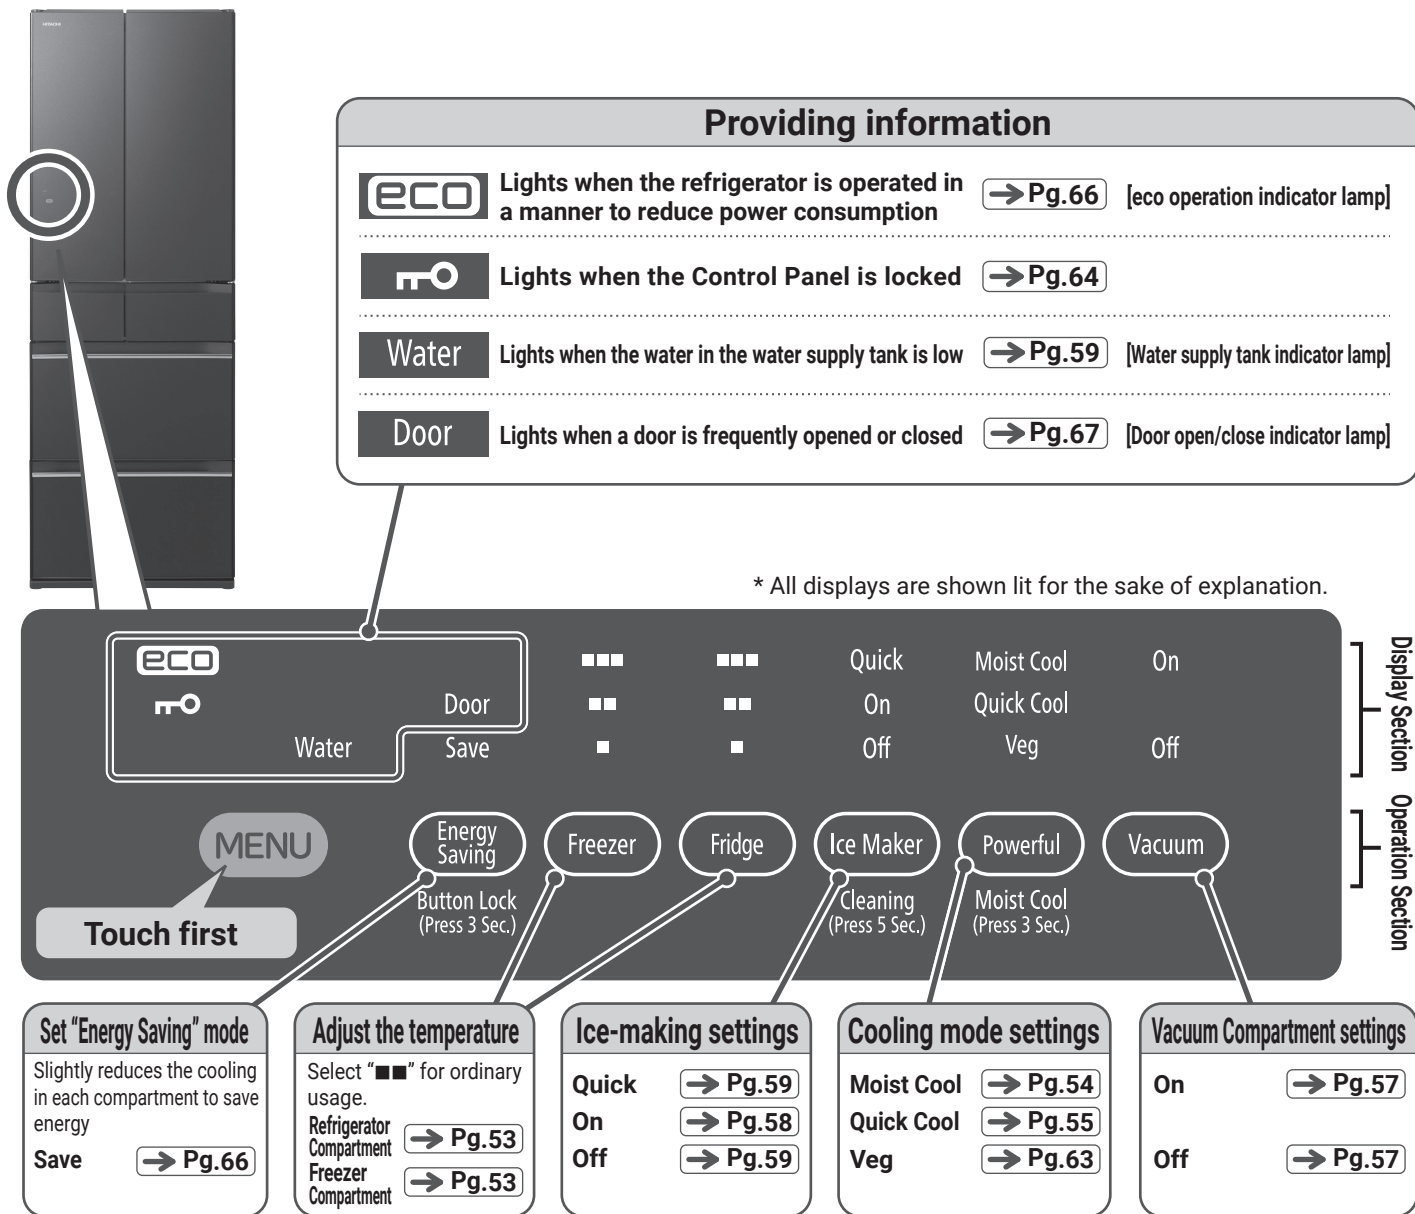 HITACHI
Providing information
eco
Lights when the refrigerator is operated in
a manner to reduce power consumption
→ Pg.66
[eco operation indicator lamp]
Lights when the Control Panel is locked
→ Pg.64
Water
Lights when the water in the water supply tank is low
→ Pg.59
[Water supply tank indicator lamp]
Door
Lights when a door is frequently opened or closed
→ Pg.67
[Door open/close indicator lamp]
* All displays are shown lit for the sake of explanation.
eco ■■■ ■■■ Quick Moist Cool On
Door ■■ ■■ On Quick Cool
Water Save ■ ■ Off Veg Off
Display Section
MENU
Energy
Saving
Freezer
Fridge
Ice Maker
Powerful
Vacuum
Operation Section
Touch first
Button Lock
(Press 3 Sec.)
Cleaning
(Press 5 Sec.)
Moist Cool
(Press 3 Sec.)
Set "Energy Saving" mode
Slightly reduces the cooling
in each compartment to save
energy
Save → Pg.66
Adjust the temperature
Select "■■" for ordinary
usage.
Refrigerator
Compartment
→ Pg.53
Freezer
Compartment
→ Pg.53
Ice-making settings
Quick → Pg.59
On → Pg.58
Off → Pg.59
Cooling mode settings
Moist Cool → Pg.54
Quick Cool → Pg.55
Veg → Pg.63
Vacuum Compartment settings
On → Pg.57
Off → Pg.57